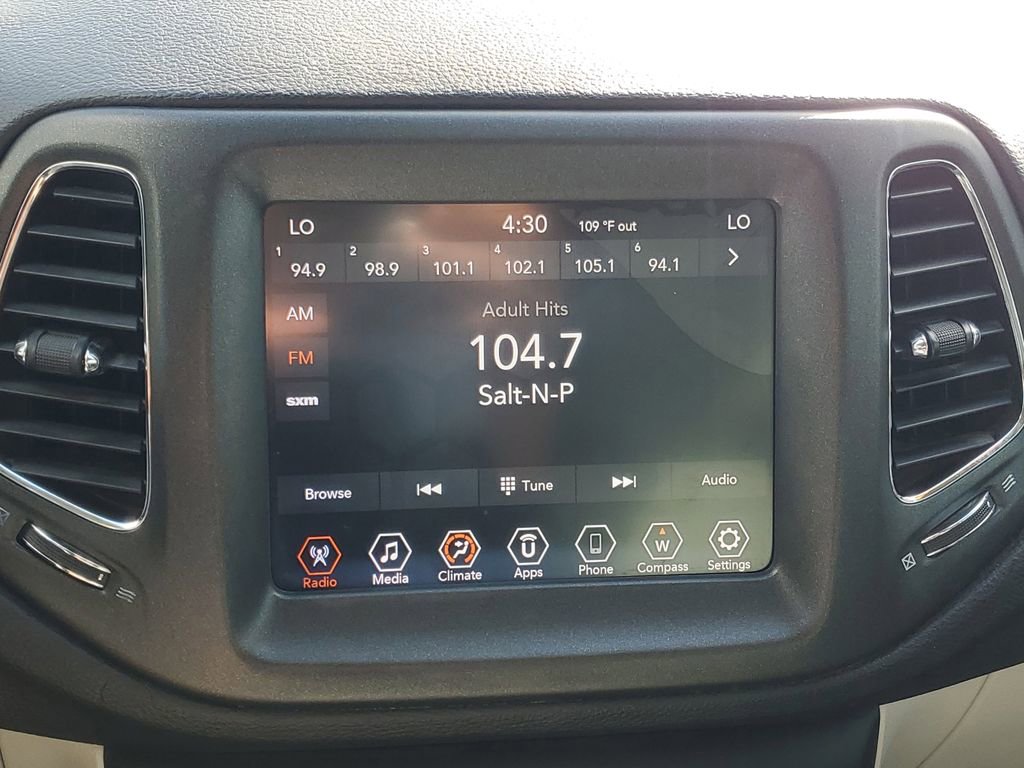 LO 4:30 109 °F out LO
1 94.9 2 98.9 3 101.1 4 102.1 5 105.1 6 94.1
AM
FM
sxm
Adult Hits
104.7
Salt-N-P
Browse Tune Audio
Radio Media Climate U Apps Phone W Compass Settings